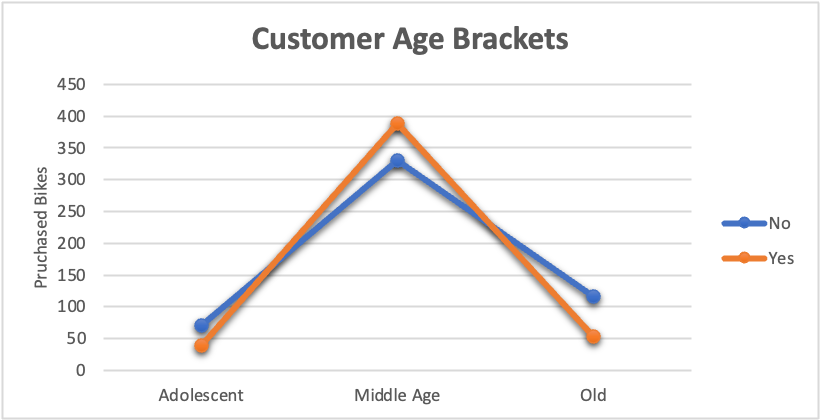 Customer Age Brackets
Pruchased Bikes
450
400
350
300
250
200
150
100
50
0
Adolescent Middle Age Old
No
Yes